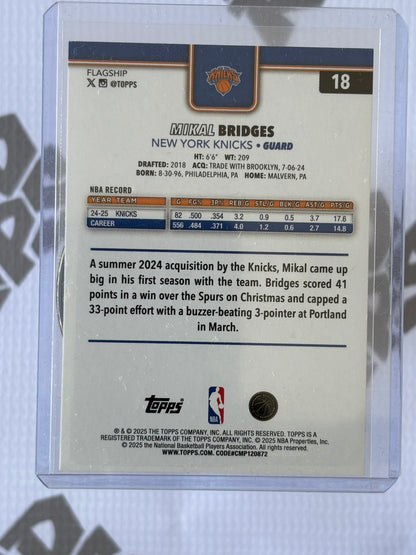 FLAGSHIP
X @TOPPS
KNICKS
18
MIKAL BRIDGES
NEW YORK KNICKS • GUARD
HT: 6'6" WT: 209
DRAFTED: 2018 ACQ: TRADE WITH BROOKLYN, 7-06-24
BORN: 8-30-96, PHILADELPHIA, PA HOME: MALVERN, PA
NBA RECORD
YEAR TEAM G FG% 3P% REB/G STL/G BLK/G AST/G PTS/G
24-25 KNICKS 82 .500 .354 3.2 0.9 0.5 3.7 17.6
CAREER 556 .484 .371 4.0 1.2 0.6 2.7 14.8
A summer 2024 acquisition by the Knicks, Mikal came up
big in his first season with the team. Bridges scored 41
points in a win over the Spurs on Christmas and capped a
33-point effort with a buzzer-beating 3-pointer at Portland
in March.
Topps
NBA
® & © 2025 THE TOPPS COMPANY, INC. ALL RIGHTS RESERVED. TOPPS IS A
REGISTERED TRADEMARK OF THE TOPPS COMPANY, INC. © 2025 NBA Properties, Inc.
© 2025 the National Basketball Players Association. All rights reserved.
WWW.TOPPS.COM. CODE#CMP120872